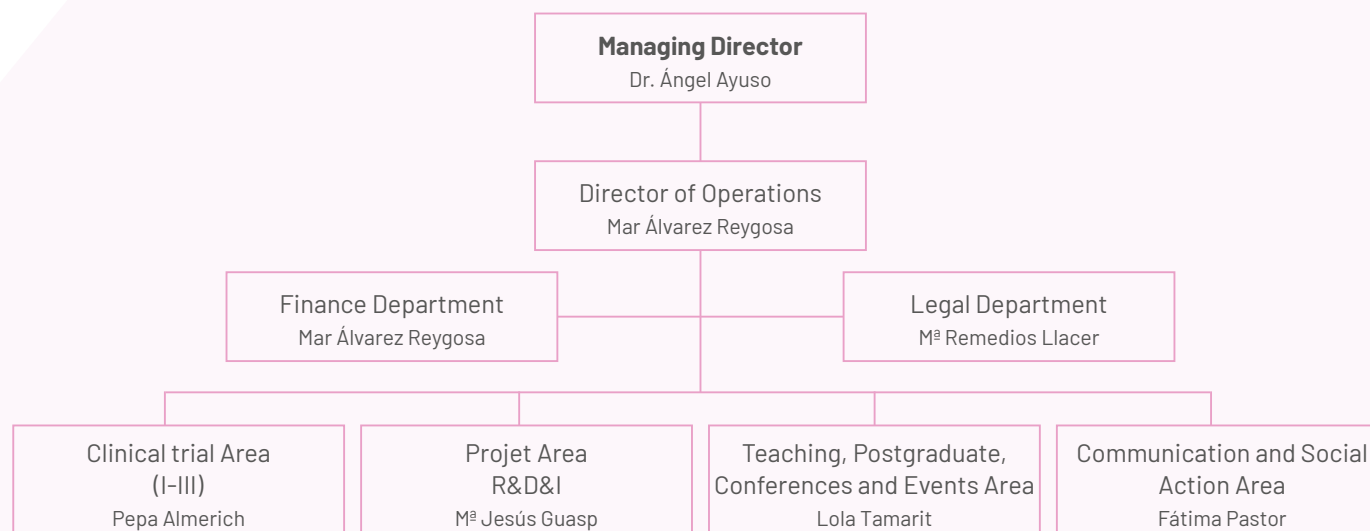 Managing Director
Dr. Ángel Ayuso
Director of Operations
Mar Álvarez Reygosa
Finance Department
Mar Álvarez Reygosa
Legal Department
Mª Remedios Llacer
Clinical trial Area
(I-III)
Pepa Almerich
Projet Area
R&D&I
Mª Jesús Guasp
Teaching, Postgraduate,
Conferences and Events Area
Lola Tamarit
Communication and Social
Action Area
Fátima Pastor